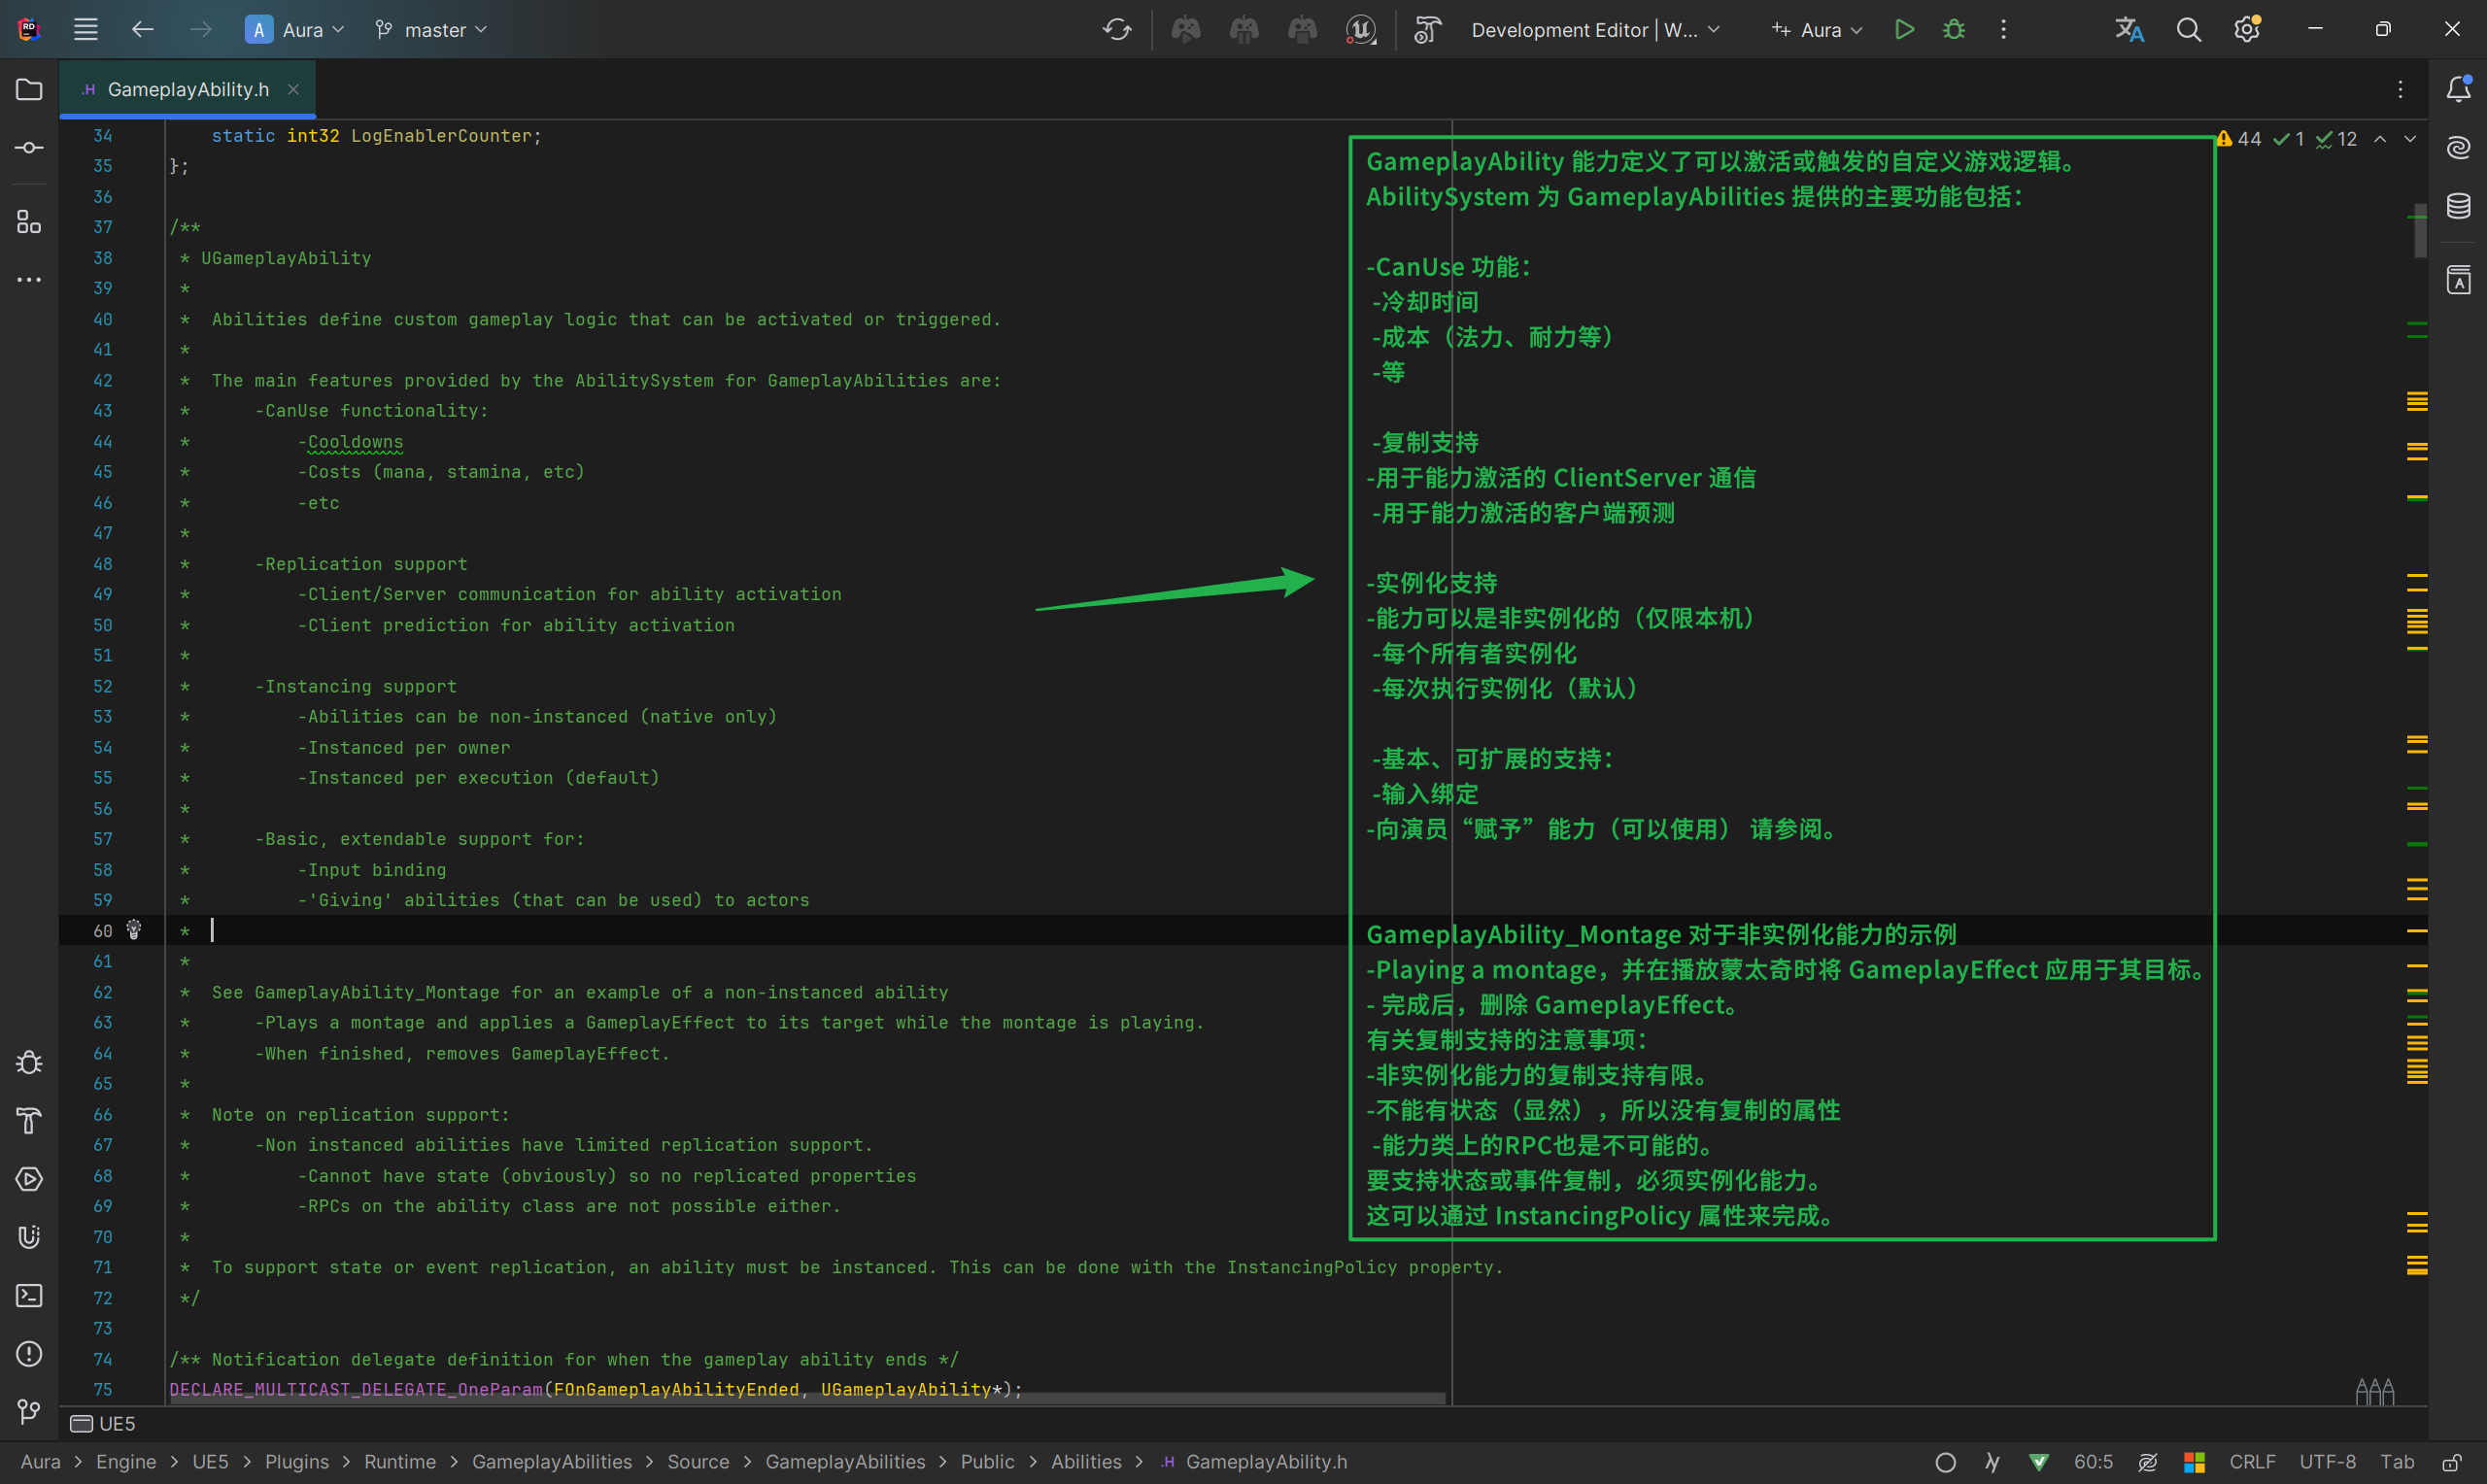 Aura
master
Development Editor | W...
Aura
GameplayAbility.h
44 1 12
34 static int32 LogEnablerCounter;
35 };
36
37 /**
38 * UGameplayAbility
39 *
40 * Abilities define custom gameplay logic that can be activated or triggered.
41 *
42 * The main features provided by the AbilitySystem for GameplayAbilities are:
43 * -CanUse functionality:
44 * -Cooldowns
45 * -Costs (mana, stamina, etc)
46 * -etc
47 *
48 * -Replication support
49 * -Client/Server communication for ability activation
50 * -Client prediction for ability activation
51 *
52 * -Instancing support
53 * -Abilities can be non-instanced (native only)
54 * -Instanced per owner
55 * -Instanced per execution (default)
56 *
57 * -Basic, extendable support for:
58 * -Input binding
59 * -'Giving' abilities (that can be used) to actors
60 *
61 *
62 * See GameplayAbility_Montage for an example of a non-instanced ability
63 * -Plays a montage and applies a GameplayEffect to its target while the montage is playing.
64 * -When finished, removes GameplayEffect.
65 *
66 * Note on replication support:
67 * -Non instanced abilities have limited replication support.
68 * -Cannot have state (obviously) so no replicated properties
69 * -RPCs on the ability class are not possible either.
70 *
71 * To support state or event replication, an ability must be instanced. This can be done with the InstancingPolicy property.
72 */
73
74 /** Notification delegate definition for when the gameplay ability ends */
75 DECLARE_MULTICAST_DELEGATE_OneParam(FOnGameplayAbilityEnded, UGameplayAbility*);
GameplayAbility 能力定义了可以激活或触发的自定义游戏逻辑。
AbilitySystem 为 GameplayAbilities 提供的主要功能包括：
-CanUse 功能：
-冷却时间
-成本（法力、耐力等）
-等
-复制支持
-用于能力激活的 ClientServer 通信
-用于能力激活的客户端预测
-实例化支持
-能力可以是非实例化的（仅限本机）
-每个所有者实例化
-每次执行实例化（默认）
-基本、可扩展的支持：
-输入绑定
-向演员“赋予”能力（可以使用） 请参阅。
GameplayAbility_Montage 对于非实例化能力的示例
-Playing a montage，并在播放蒙太奇时将 GameplayEffect 应用于其目标。
- 完成后，删除 GameplayEffect。
有关复制支持的注意事项：
-非实例化能力的复制支持有限。
-不能有状态（显然），所以没有复制的属性
-能力类上的RPC也是不可能的。
要支持状态或事件复制，必须实例化能力。
这可以通过 InstancingPolicy 属性来完成。
UE5
Aura > Engine > UE5 > Plugins > Runtime > GameplayAbilities > Source > GameplayAbilities > Public > Abilities > .H GameplayAbility.h
60:5 CRLF UTF-8 Tab